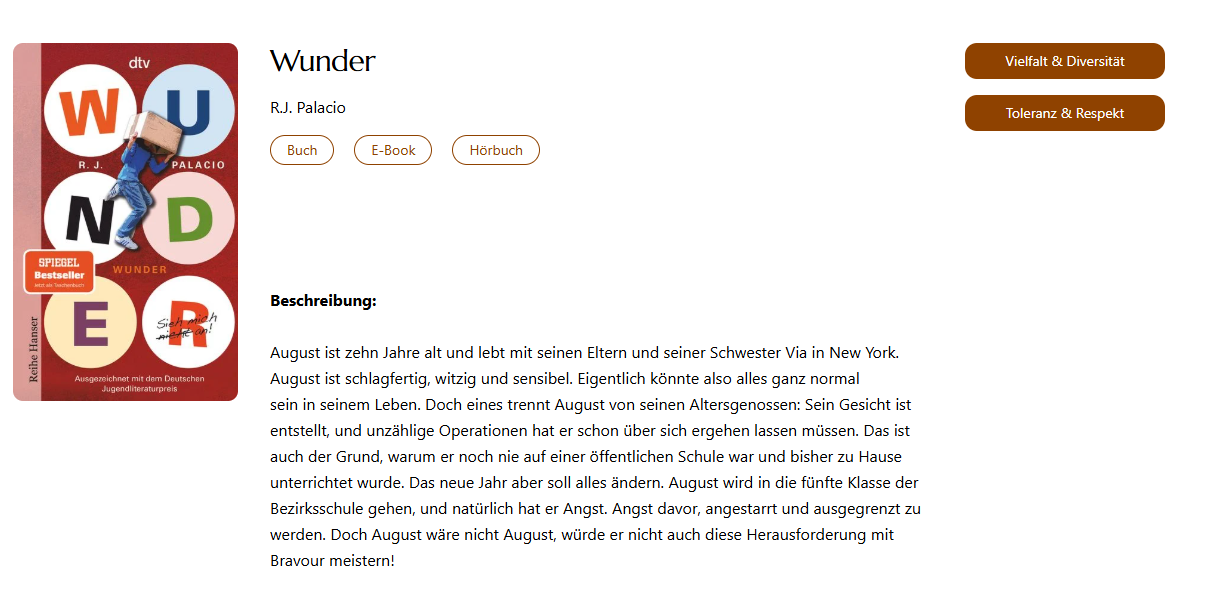 dtv
W U
R. J. PALACIO
N D
SPIEGEL
Bestseller
Jetzt als Taschenbuch
WUNDER
E R
Sieh mich
nicht an!
Reihe Hanser
Ausgezeichnet mit dem Deutschen
Jugendliteraturpreis
Wunder
R.J. Palacio
Buch E-Book Hörbuch
Vielfalt & Diversität
Toleranz & Respekt
Beschreibung:
August ist zehn Jahre alt und lebt mit seinen Eltern und seiner Schwester Via in New York.
August ist schlagfertig, witzig und sensibel. Eigentlich könnte also alles ganz normal
sein in seinem Leben. Doch eines trennt August von seinen Altersgenossen: Sein Gesicht ist
entstellt, und unzählige Operationen hat er schon über sich ergehen lassen müssen. Das ist
auch der Grund, warum er noch nie auf einer öffentlichen Schule war und bisher zu Hause
unterrichtet wurde. Das neue Jahr aber soll alles ändern. August wird in die fünfte Klasse der
Bezirksschule gehen, und natürlich hat er Angst. Angst davor, angestarrt und ausgegrenzt zu
werden. Doch August wäre nicht August, würde er nicht auch diese Herausforderung mit
Bravour meistern!